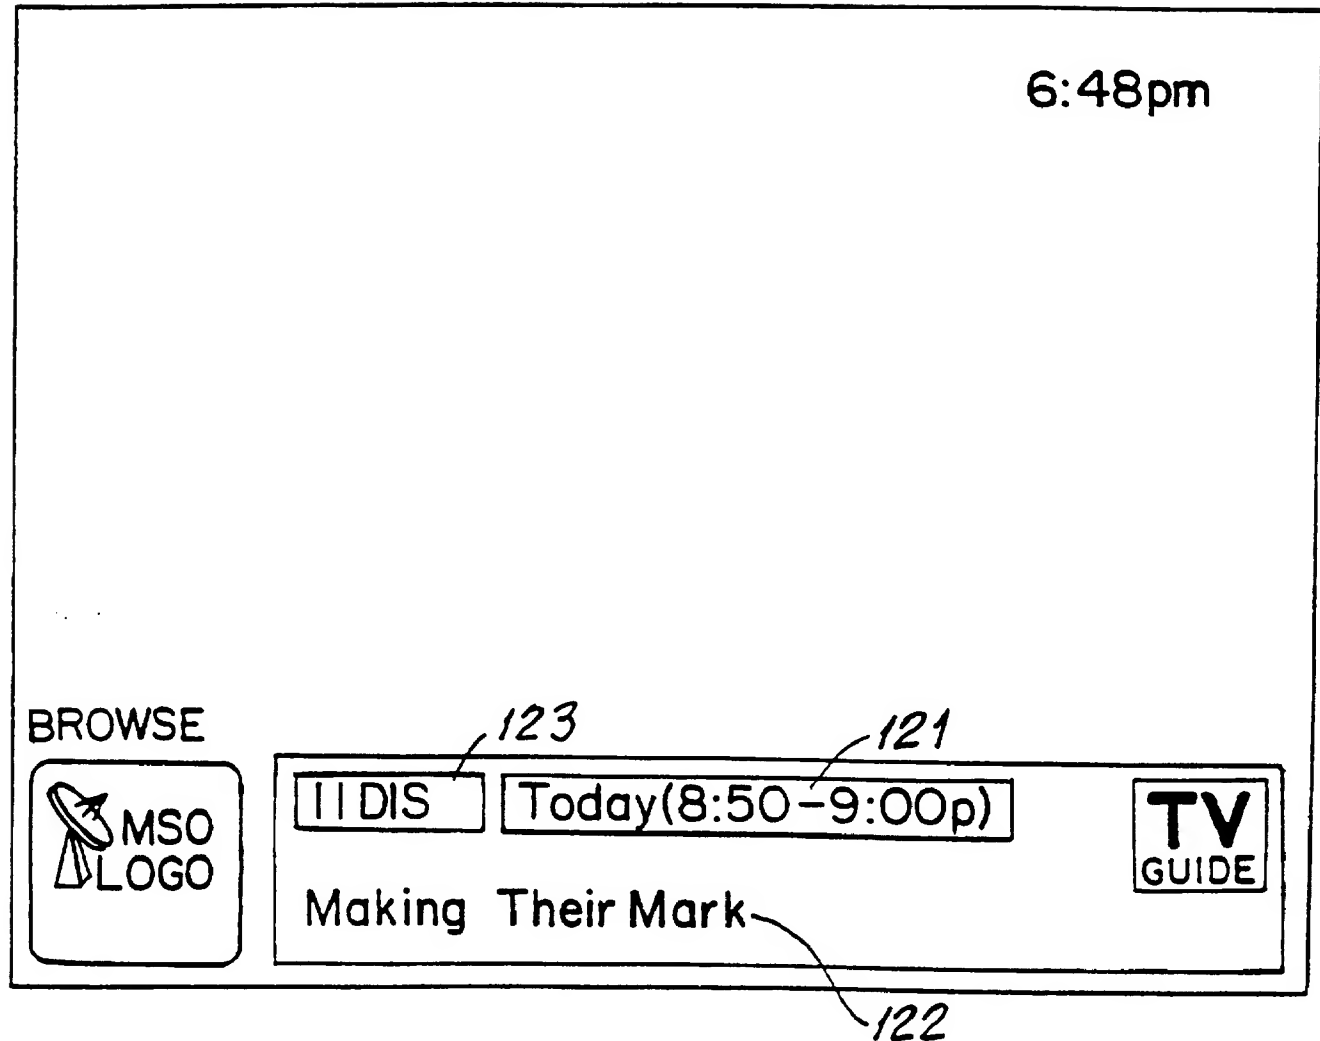 6:48pm
BROWSE
123
121
11 DIS
Today(8:50-9:00p)
TV
GUIDE
MSO
LOGO
Making Their Mark
122